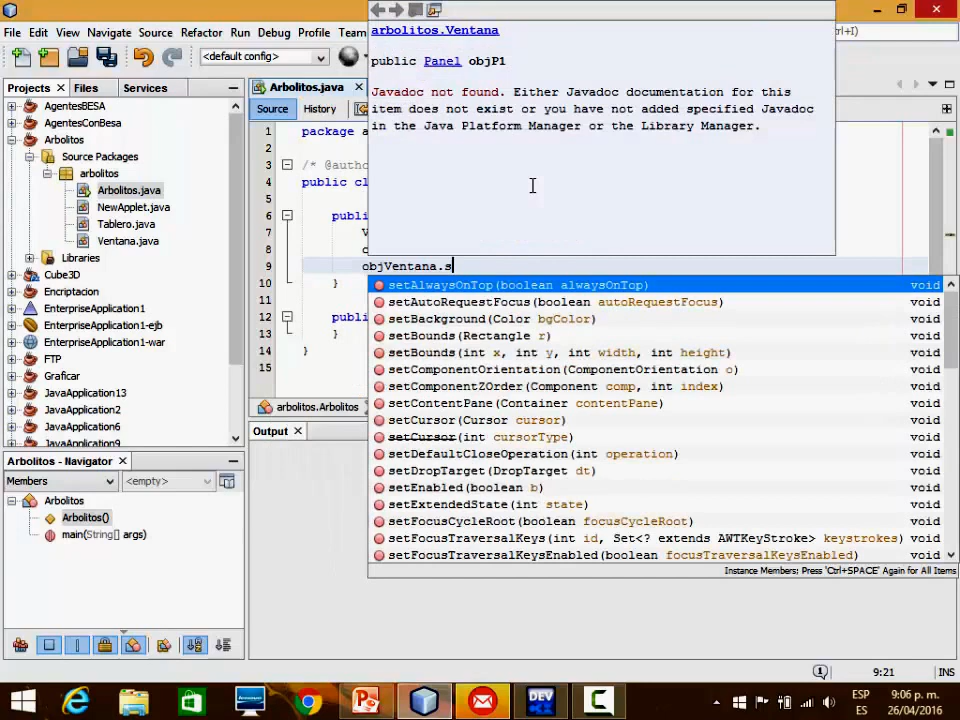 arbolitos.Ventana
public Panel objP1
Javadoc not found. Either Javadoc documentation for this
item does not exist or you have not added specified Javadoc
in the Java Platform Manager or the Library Manager.
File Edit View Navigate Source Refactor Run Debug Profile Team
+I)
<default config>
Projects
Files
Services
AgentesBESA
AgentesConBesa
Arbolitos
Source Packages
arbolitos
Arbolitos.java
NewApplet.java
Tablero.java
Ventana.java
Libraries
Cube3D
Encriptacion
EnterpriseApplication1
EnterpriseApplication1-ejb
EnterpriseApplication1-war
FTP
Graficar
JavaApplication13
JavaApplication2
JavaApplication6
JavaApplication9
Arbolitos.java
Source
History
1 package a
2
3 /* @autho
4 public cl
5
6 publi
7 V
8
9 objVentana.s
10 }
11
12 publi
13 }
14 }
15
setAlwaysOnTop(boolean alwaysOnTop) void
setAutoRequestFocus(boolean autoRequestFocus) void
setBackground(Color bgColor) void
setBounds(Rectangle r) void
setBounds(int x, int y, int width, int height) void
setComponentOrientation(ComponentOrientation o) void
setComponentZOrder(Component comp, int index) void
setContentPane(Container contentPane) void
setCursor(Cursor cursor) void
setCursor(int cursorType) void
setDefaultCloseOperation(int operation) void
setDropTarget(DropTarget dt) void
setEnabled(boolean b) void
setExtendedState(int state) void
setFocusCycleRoot(boolean focusCycleRoot) void
setFocusTraversalKeys(int id, Set<? extends AWTKeyStroke> keystrokes) void
setFocusTraversalKeysEnabled(boolean focusTraversalKeysEnabled) void
Instance Members; Press 'Ctrl+SPACE' Again for All Items
arbolitos.Arbolitos
Output
Arbolitos - Navigator
Members
<empty>
Arbolitos
Arbolitos()
main(String[] args)
1
9:21
INS
DEV
ESP
ES
9:06 p. m.
26/04/2016